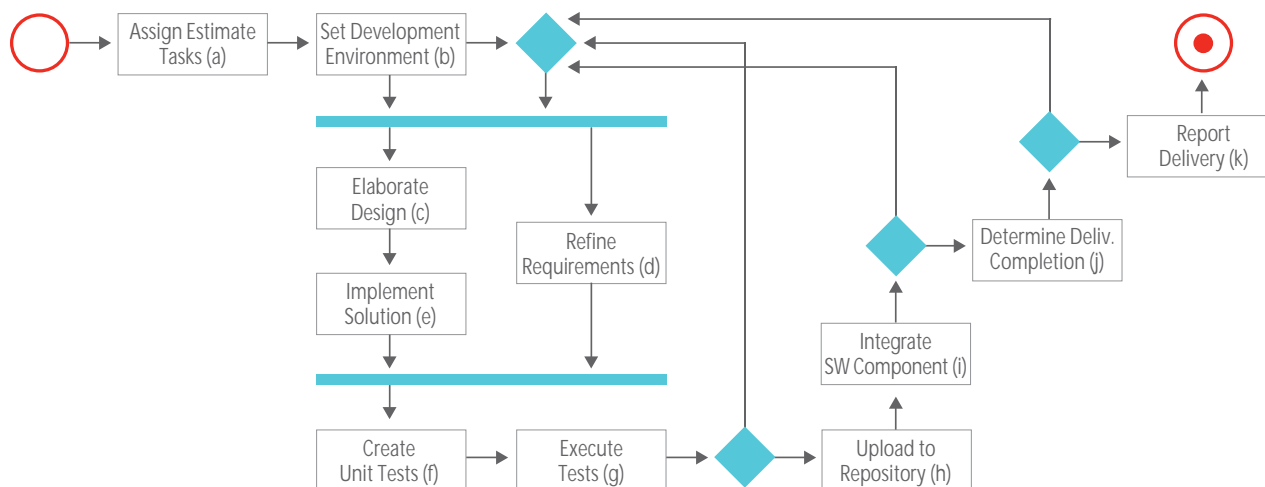 Assign Estimate
Tasks (a)
Set Development
Environment (b)
Elaborate
Design (c)
Refine
Requirements (d)
Implement
Solution (e)
Create
Unit Tests (f)
Execute
Tests (g)
Upload to
Repository (h)
Integrate
SW Component (i)
Determine Deliv.
Completion (j)
Report
Delivery (k)